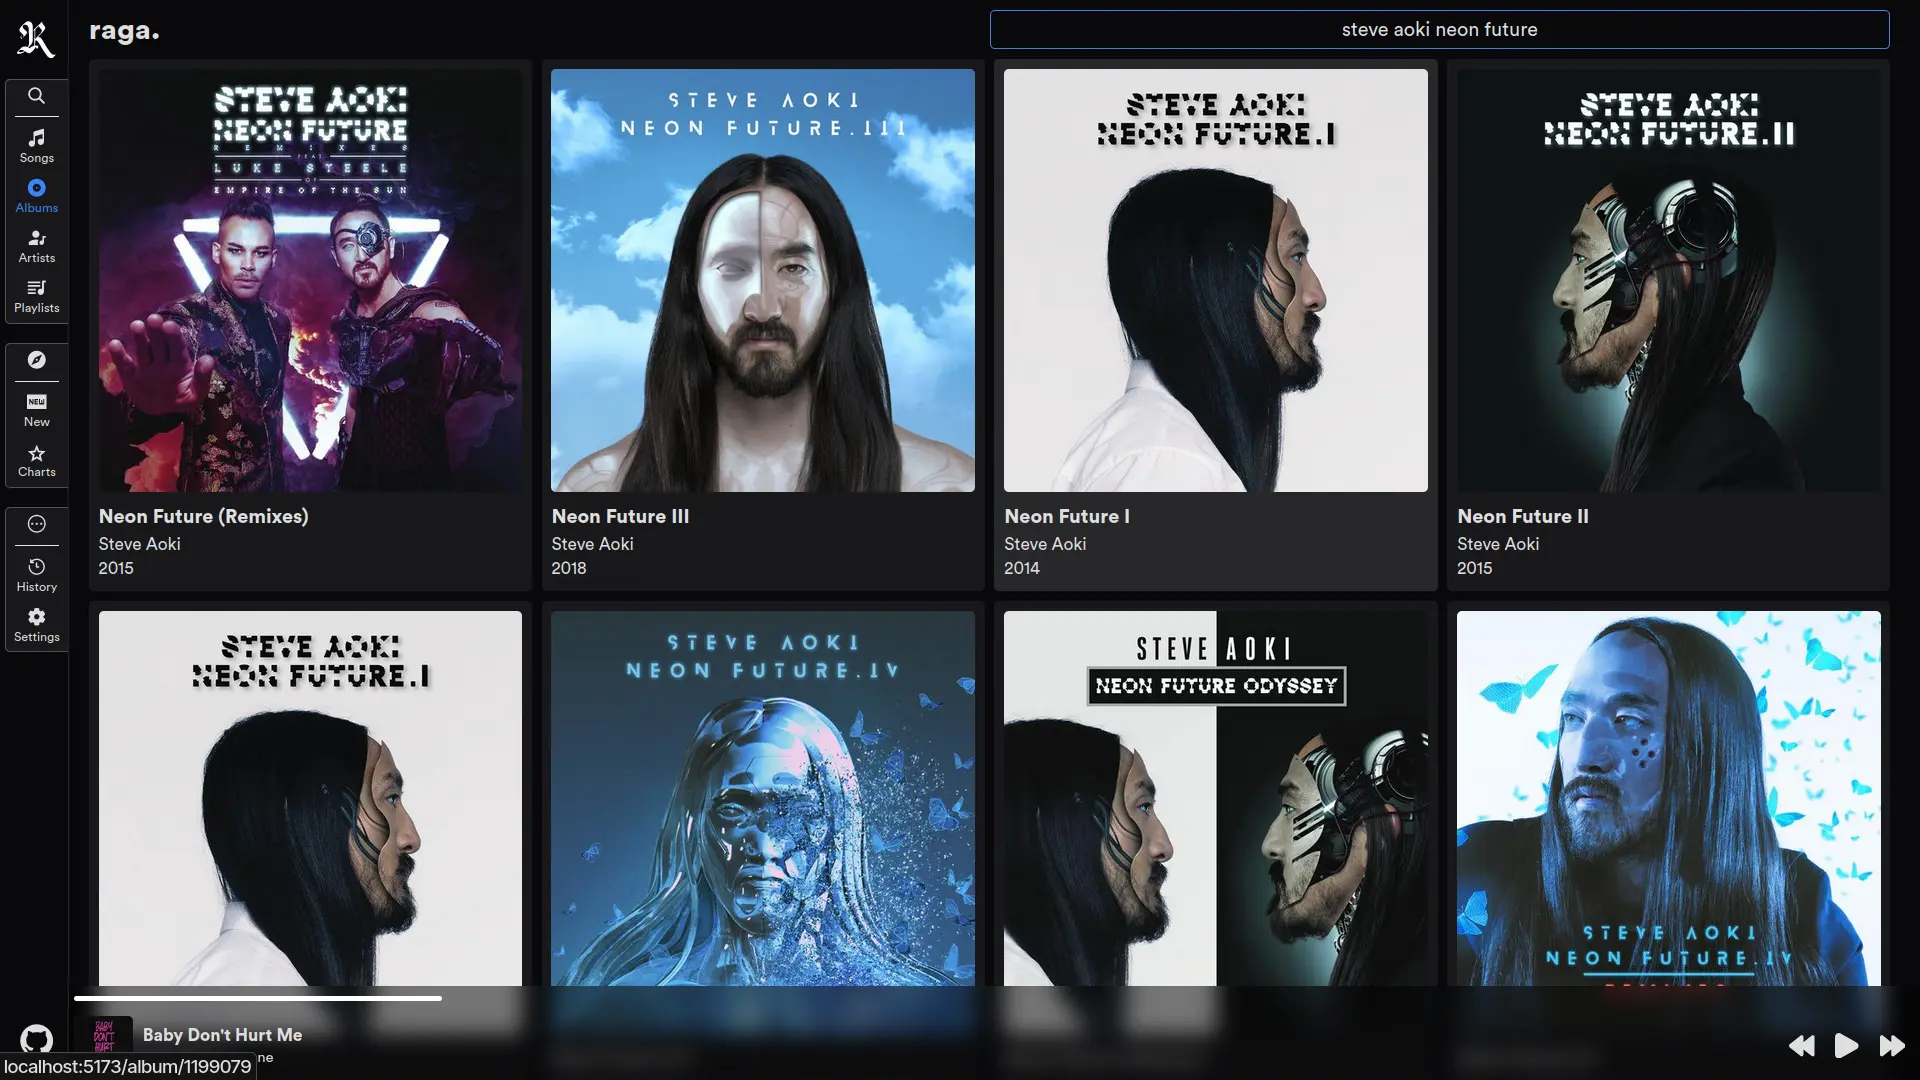 raga.
steve aoki neon future
Songs
Albums
Artists
Playlists
NEW
New
Charts
History
Settings
STEVE AOKI
NEON FUTURE
REMIXES
FEAT.
LUKE STEELE
OF
EMPIRE OF THE SUN
Neon Future (Remixes)
Steve Aoki
2015
STEVE AOKI
NEON FUTURE.III
Neon Future III
Steve Aoki
2018
STEVE AOKI
NEON FUTURE.I
Neon Future I
Steve Aoki
2014
STEVE AOKI
NEON FUTURE.II
Neon Future II
Steve Aoki
2015
STEVE AOKI
NEON FUTURE.I
STEVE AOKI
NEON FUTURE.IV
STEVE AOKI
NEON FUTURE ODYSSEY
STEVE AOKI
NEON FUTURE.IV
BABY
DON'T
HURT
Baby Don't Hurt Me
ne
localhost:5173/album/1199079